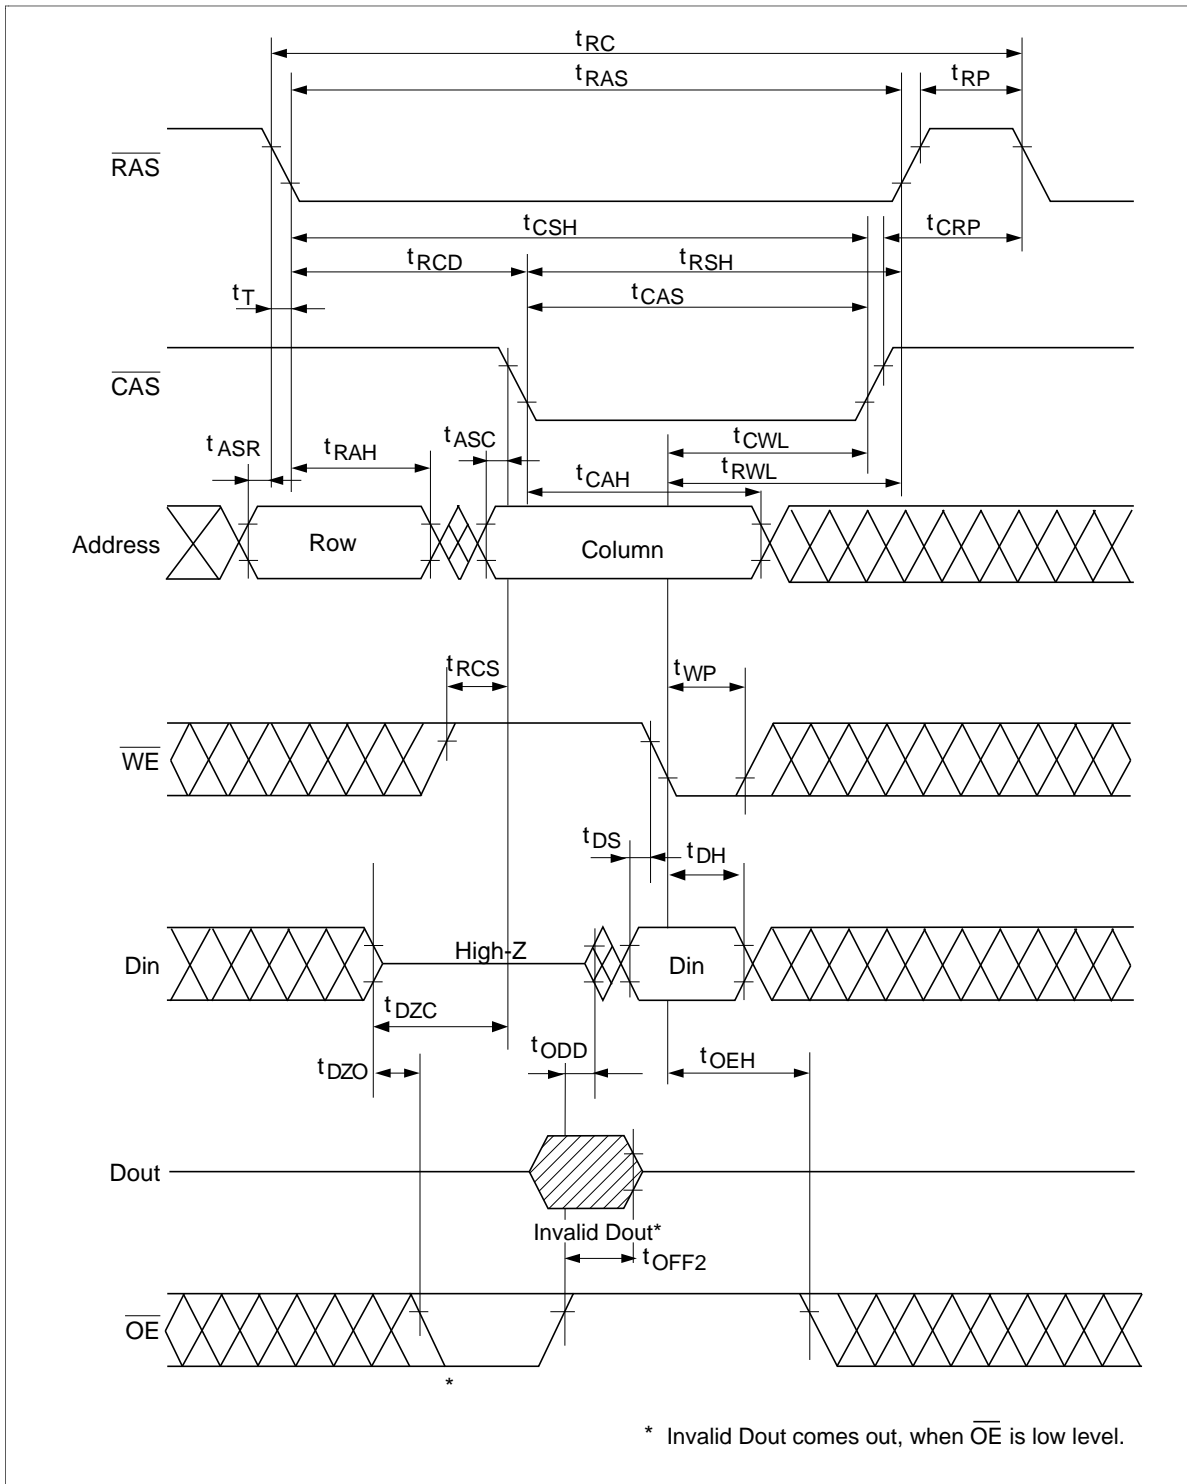 tRC
tRAS
tRP
RAS
tCSH
tCRP
tRCD
tRSH
tT
tCAS
CAS
tASR
tRAH
tASC
tCWL
tRWL
tCAH
Address
Row
Column
tRCS
tWP
WE
tDS
tDH
Din
High-Z
Din
tDZC
tODD
tOEH
tDZO
Dout
Invalid Dout*
tOFF2
OE
*
* Invalid Dout comes out, when OE is low level.